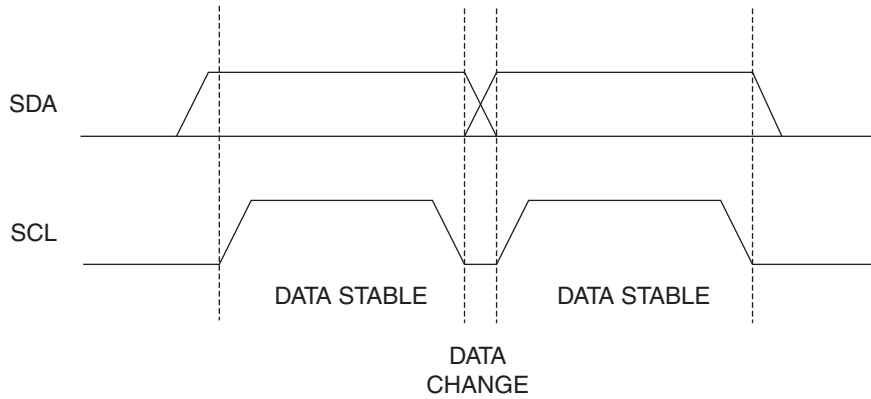 SDA
SCL
DATA STABLE
DATA STABLE
DATA
CHANGE